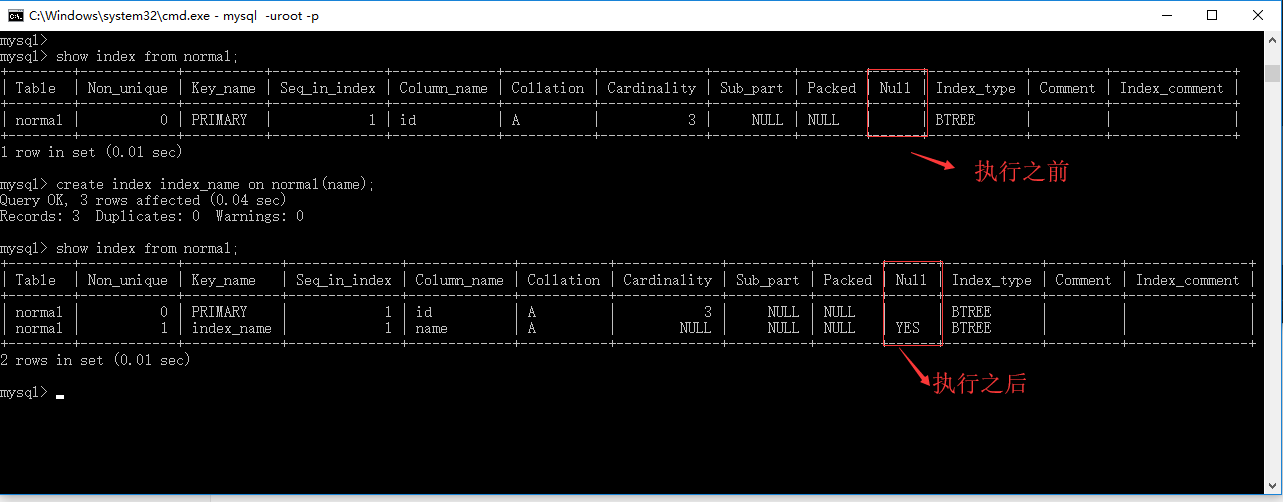 C:\Windows\system32\cmd.exe - mysql  -uroot -p
mysql>
mysql> show index from normal;
+--------+------------+----------+--------------+-------------+-----------+-------------+----------+--------+------+------------+---------+---------------+
| Table  | Non_unique | Key_name | Seq_in_index | Column_name | Collation | Cardinality | Sub_part | Packed | Null | Index_type | Comment | Index_comment |
+--------+------------+----------+--------------+-------------+-----------+-------------+----------+--------+------+------------+---------+---------------+
| normal |          0 | PRIMARY  |            1 | id          | A         |           3 |     NULL | NULL   |      | BTREE      |         |               |
+--------+------------+----------+--------------+-------------+-----------+-------------+----------+--------+------+------------+---------+---------------+
1 row in set (0.01 sec)
执行之前
mysql> create index index_name on normal(name);
Query OK, 3 rows affected (0.04 sec)
Records: 3  Duplicates: 0  Warnings: 0
mysql> show index from normal;
+--------+------------+------------+--------------+-------------+-----------+-------------+----------+--------+------+------------+---------+---------------+
| Table  | Non_unique | Key_name   | Seq_in_index | Column_name | Collation | Cardinality | Sub_part | Packed | Null | Index_type | Comment | Index_comment |
+--------+------------+------------+--------------+-------------+-----------+-------------+----------+--------+------+------------+---------+---------------+
| normal |          0 | PRIMARY    |            1 | id          | A         |           3 |     NULL | NULL   |      | BTREE      |         |               |
| normal |          1 | index_name |            1 | name        | A         |        NULL |     NULL | NULL   | YES  | BTREE      |         |               |
+--------+------------+------------+--------------+-------------+-----------+-------------+----------+--------+------+------------+---------+---------------+
2 rows in set (0.01 sec)
执行之后
mysql>